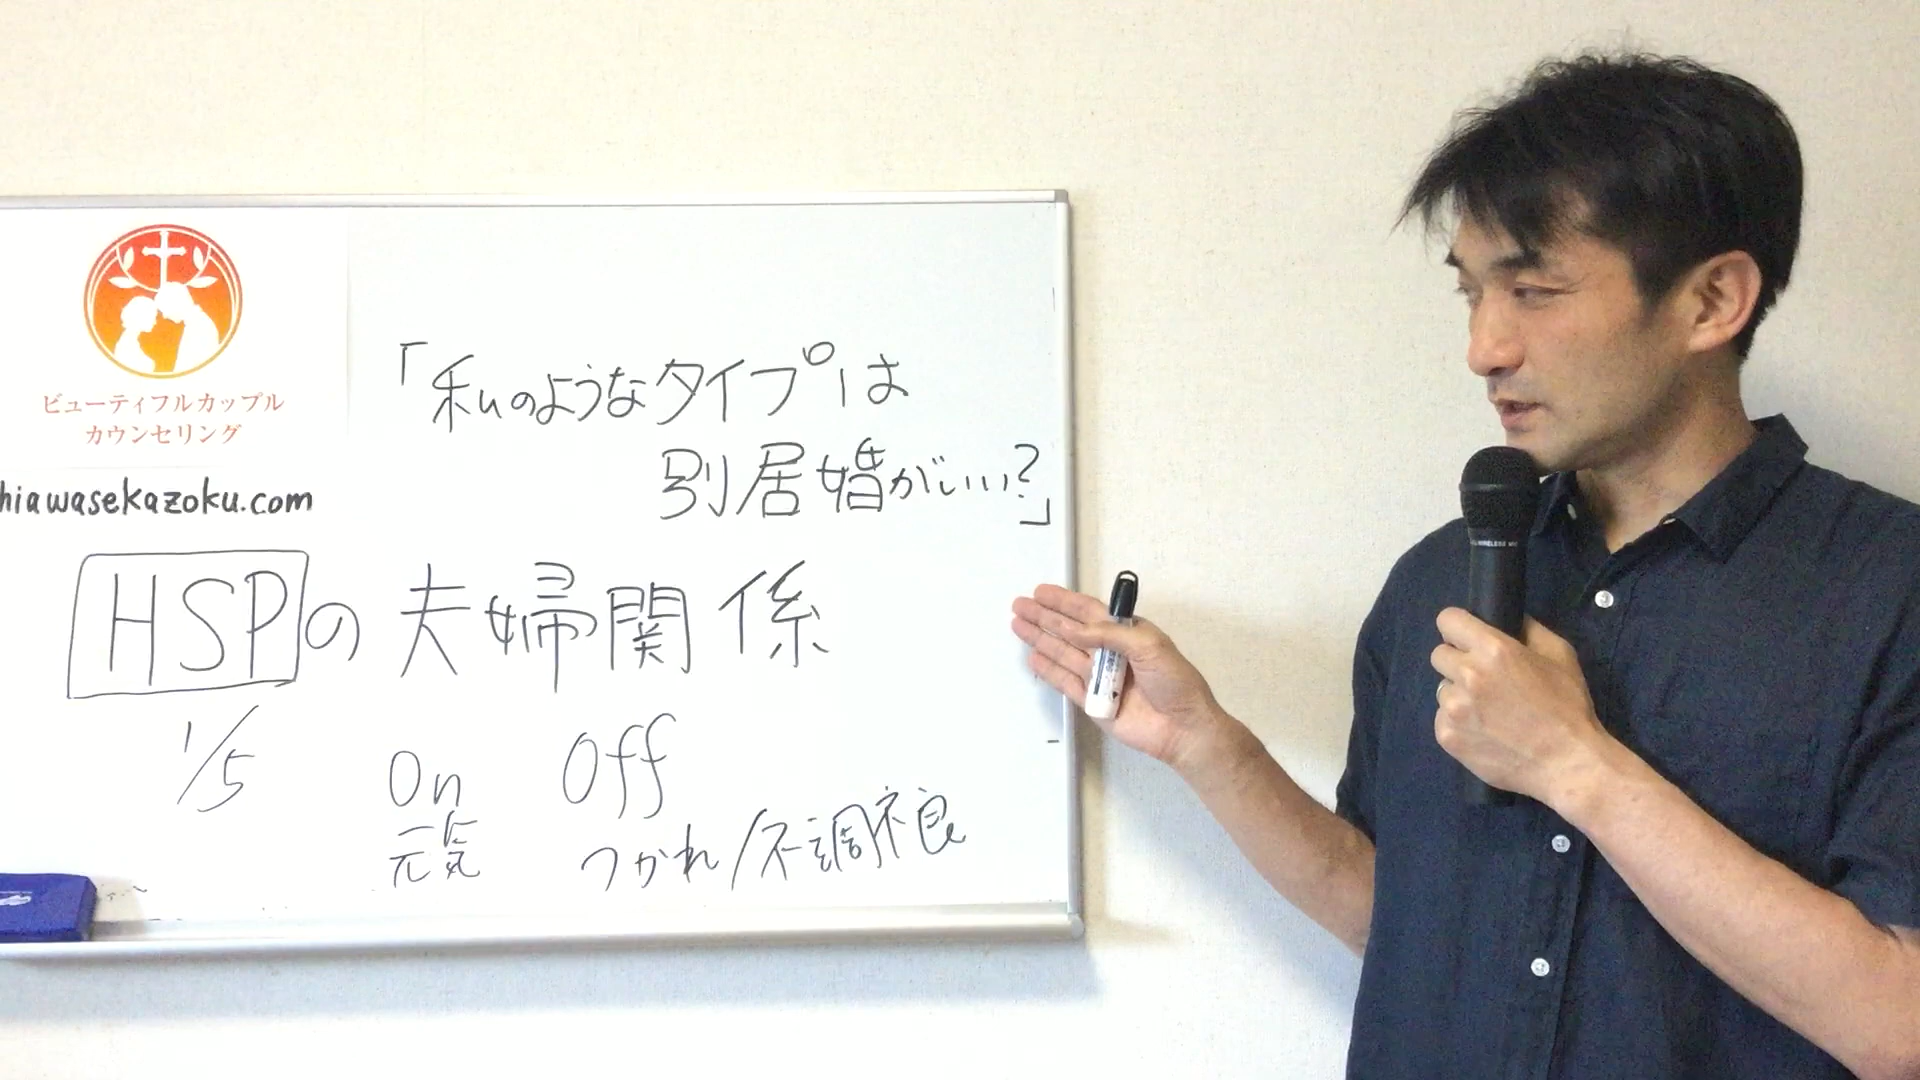 ビューティフルカップル
カウンセリング
hiawasekazoku.com
「私のようなタイプは
別居婚がいい?」
HSPの夫婦関係
1/5
On Off
元気 つかれ/不調不良